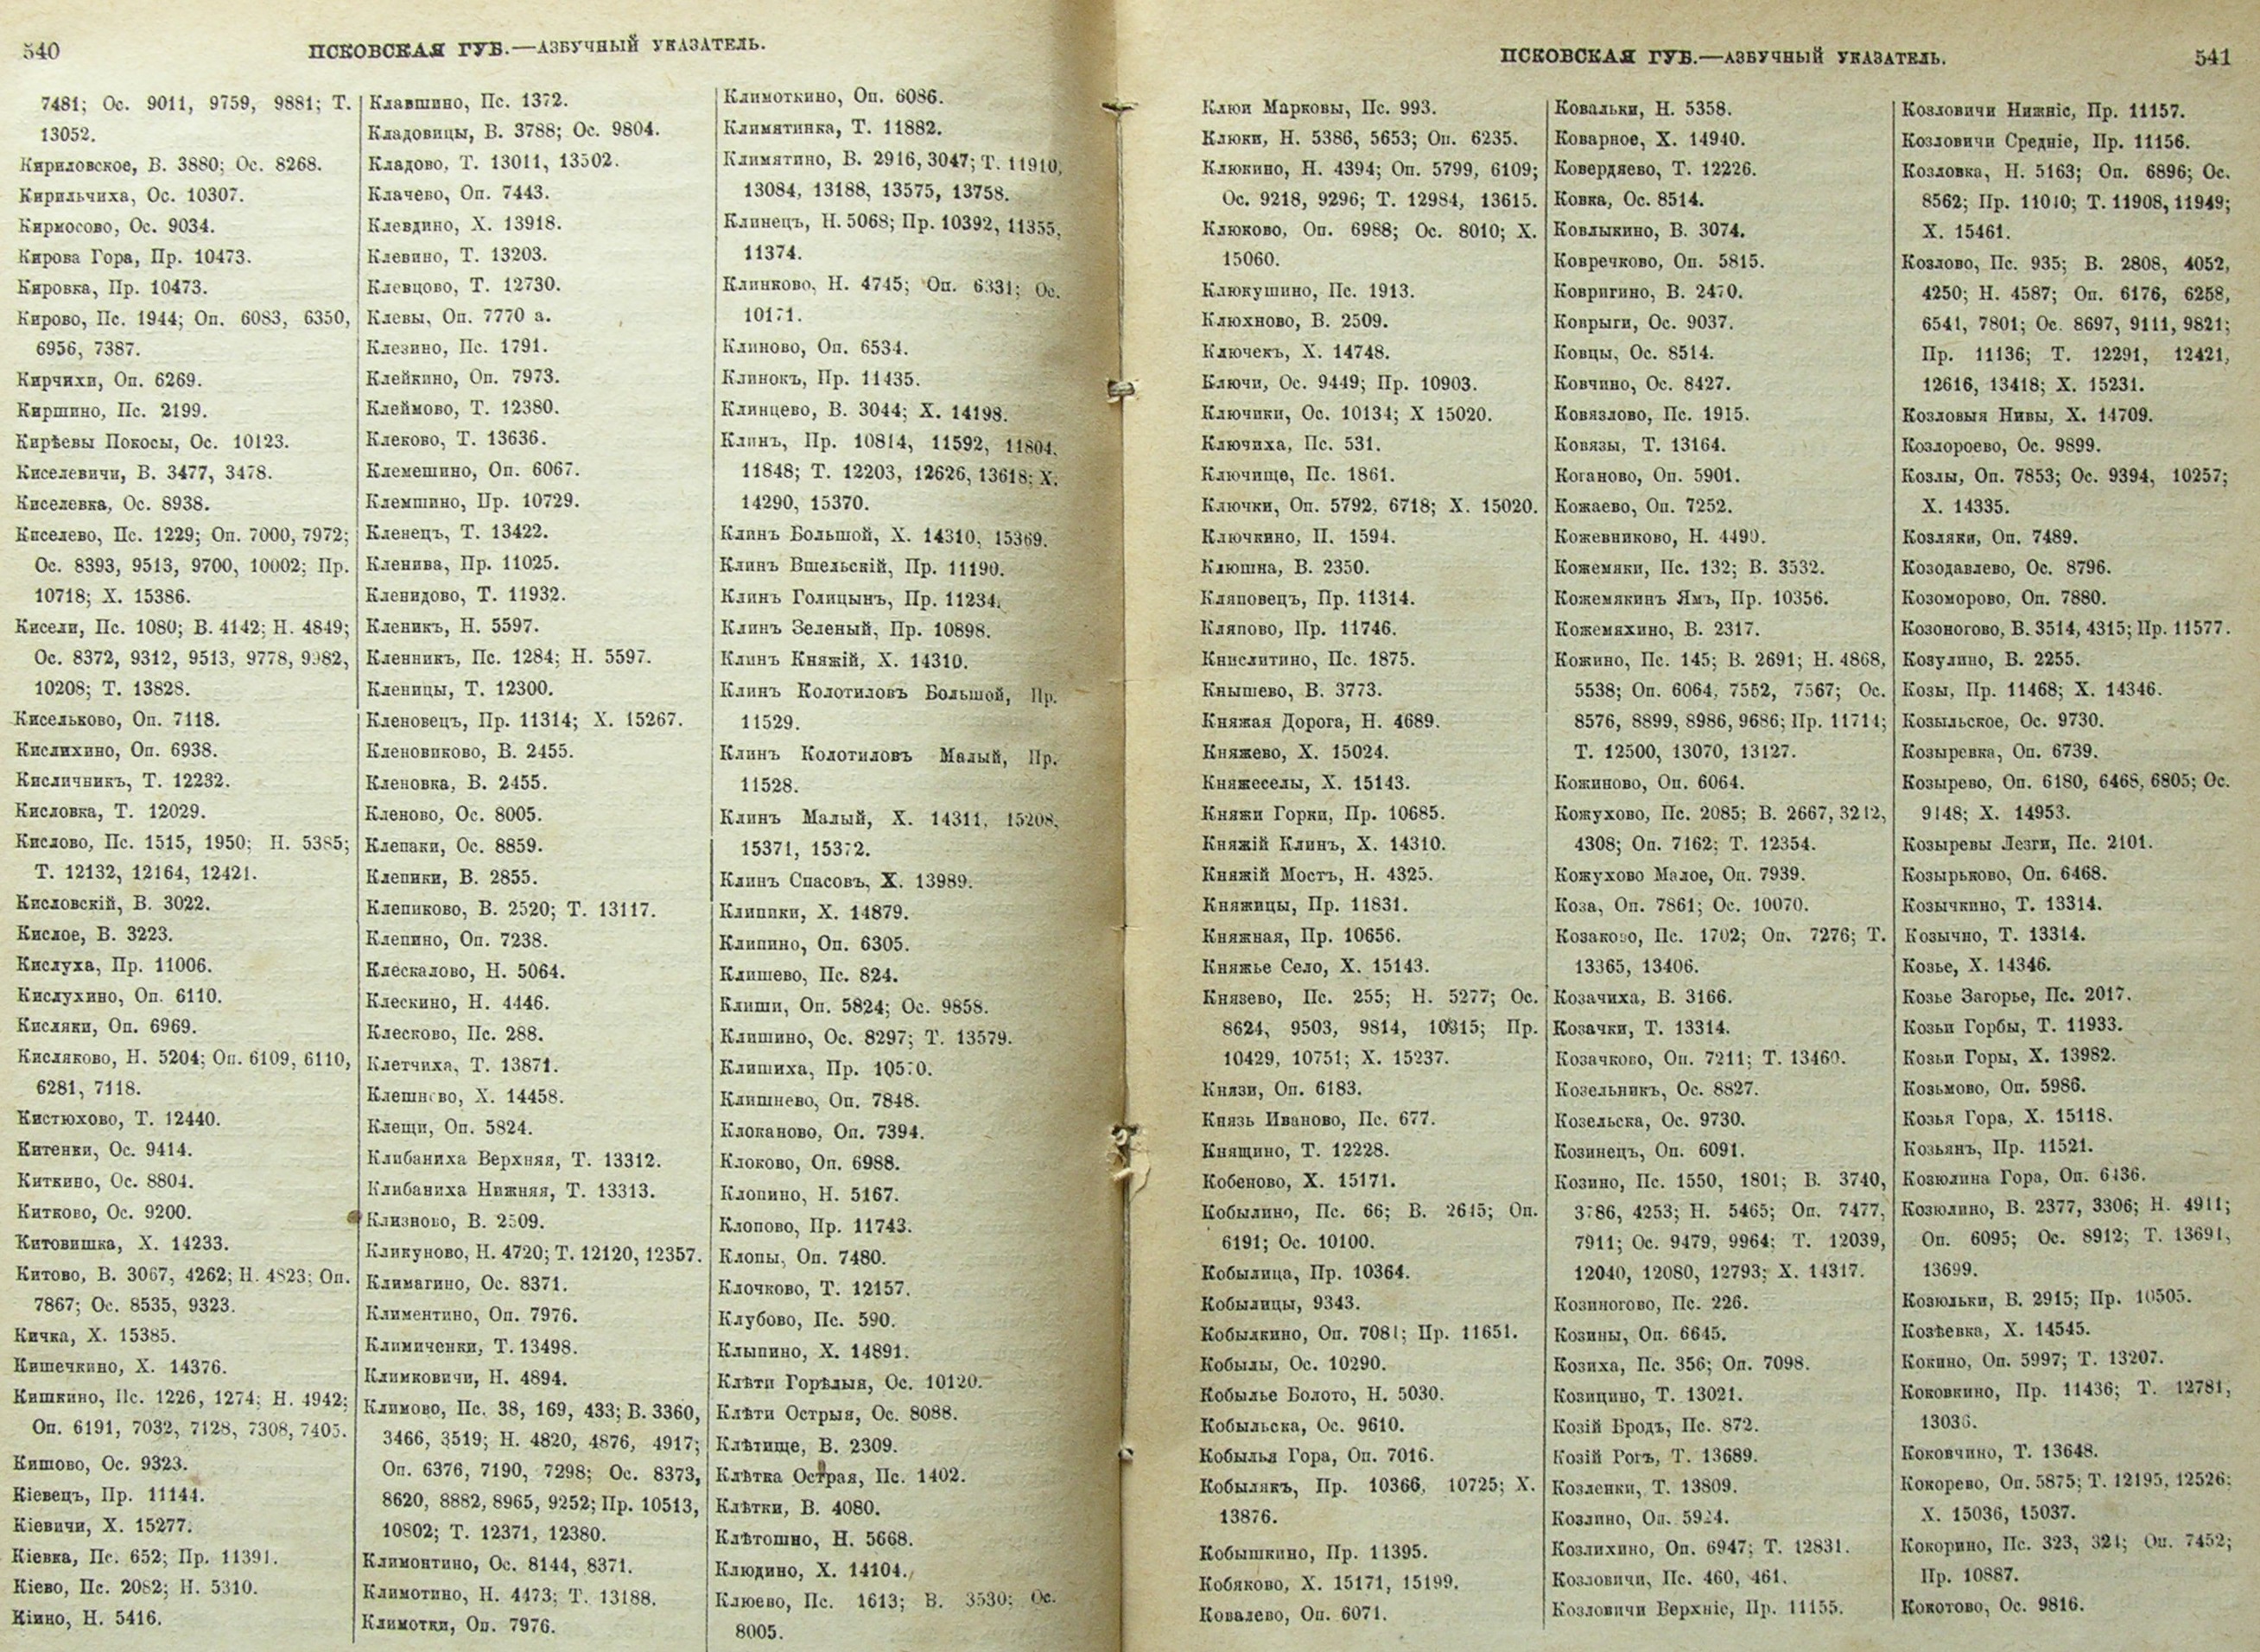 540
ПСКОВСКАЯ ГУБ.—АЗБУЧНЫЙ УКАЗАТЕЛЬ.
7481; Ос. 9011, 9759, 9881; Т.
13052.
Кириловское, В. 3880; Ос. 8268.
Кирильчиха, Ос. 10307.
Кирмосово, Ос. 9034.
Кирова Гора, Пр. 10473.
Кировка, Пр. 10473.
Кирово, Пс. 1944; Оп. 6083, 6350,
6956, 7387.
Кирчихи, Оп. 6269.
Киршино, Пс. 2199.
Кирѣевы Покосы, Ос. 10123.
Киселевичи, В. 3477, 3478.
Киселевка, Ос. 8938.
Киселево, Пс. 1229; Оп. 7000, 7972;
Ос. 8393, 9513, 9700, 10002; Пр.
10718; Х. 15386.
Кисели, Пс. 1080; В. 4142; Н. 4849;
Ос. 8372, 9312, 9513, 9778, 9982,
10208; Т. 13828.
Кисельково, Оп. 7118.
Кислихино, Оп. 6938.
Кисличникъ, Т. 12232.
Кисловка, Т. 12029.
Кислово, Пс. 1515, 1950; Н. 5385;
Т. 12132, 12164, 12421.
Кисловскій, В. 3022.
Кислое, В. 3223.
Кислуха, Пр. 11006.
Кислухино, Оп. 6110.
Кисляки, Оп. 6969.
Кисляково, Н. 5204; Оп. 6109, 6110,
6281, 7118.
Кистюхово, Т. 12440.
Китенки, Ос. 9414.
Киткино, Ос. 8804.
Китково, Ос. 9200.
Китовишка, Х. 14233.
Китово, В. 3067, 4262; Н. 4823; Оп.
7867; Ос. 8535, 9323.
Кичка, Х. 15385.
Кишечкино, Х. 14376.
Кишкино, Пс. 1226, 1274; Н. 4942;
Оп. 6191, 7032, 7128, 7308, 7405.
Кишово, Ос. 9323.
Кіевецъ, Пр. 11144.
Кіевичи, Х. 15277.
Кіевка, Пс. 652; Пр. 11391.
Кіево, Пс. 2082; Н. 5310.
Кіино, Н. 5416.
Клавшино, Пс. 1372.
Кладовицы, В. 3788; Ос. 9804.
Кладово, Т. 13011, 13502.
Клачево, Оп. 7443.
Клевдино, Х. 13918.
Клевино, Т. 13203.
Клевцово, Т. 12730.
Клевы, Оп. 7770 а.
Клезино, Пс. 1791.
Клейкино, Оп. 7973.
Клеймово, Т. 12380.
Клеково, Т. 13636.
Клемешино, Оп. 6067.
Клемшино, Пр. 10729.
Кленецъ, Т. 13422.
Кленива, Пр. 11025.
Кленидово, Т. 11932.
Кленикъ, Н. 5597.
Кленникъ, Пс. 1284; Н. 5597.
Кленицы, Т. 12300.
Кленовецъ, Пр. 11314; Х. 15267.
Кленовиково, В. 2455.
Кленовка, В. 2455.
Кленово, Ос. 8005.
Клепаки, Ос. 8859.
Клепики, В. 2855.
Клепиково, В. 2520; Т. 13117.
Клепино, Оп. 7238.
Клескалово, Н. 5064.
Клескино, Н. 4446.
Клесково, Пс. 288.
Клетчиха, Т. 13871.
Клешнево, Х. 14458.
Клещи, Оп. 5824.
Клибаниха Верхняя, Т. 13312.
Клибаниха Нижняя, Т. 13313.
Клизново, В. 2509.
Кликуново, Н. 4720; Т. 12120, 12357.
Климагино, Ос. 8371.
Климентино, Оп. 7976.
Климиченки, Т. 13498.
Климковичи, Н. 4894.
Климово, Пс. 38, 169, 433; В. 3360,
3466, 3519; Н. 4820, 4876, 4917;
Оп. 6376, 7190, 7298; Ос. 8373,
8620, 8882, 8965, 9252; Пр. 10513,
10802; Т. 12371, 12380.
Климонтино, Ос. 8144, 8371.
Климотино, Н. 4473; Т. 13188.
Климотки, Оп. 7976.
Климоткино, Оп. 6086.
Климятинка, Т. 11882.
Климятино, В. 2916, 3047; Т. 11910,
13084, 13188, 13575, 13758.
Клинецъ, Н. 5068; Пр. 10392, 11355,
11374.
Клинково, Н. 4745; Оп. 6331; Ос.
10171.
Клиново, Оп. 6534.
Клинокъ, Пр. 11435.
Клинцево, В. 3044; Х. 14198.
Клинъ, Пр. 10814, 11592, 11804,
11848; Т. 12203, 12626, 13618; Х.
14290, 15370.
Клинъ Большой, Х. 14310, 15369.
Клинъ Вшельскій, Пр. 11190.
Клинъ Голицынъ, Пр. 11234.
Клинъ Зеленый, Пр. 10898.
Клинъ Княжій, Х. 14310.
Клинъ Колотиловъ Большой, Пр.
11529.
Клинъ Колотиловъ Малый, Пр.
11528.
Клинъ Малый, Х. 14311, 15208,
15371, 15372.
Клинъ Спасовъ, Х. 13989.
Клипики, Х. 14879.
Клипино, Оп. 6305.
Клишево, Пс. 824.
Клиши, Оп. 5824; Ос. 9858.
Клишино, Ос. 8297; Т. 13579.
Клишиха, Пр. 10570.
Клишнево, Оп. 7848.
Клоканово, Оп. 7394.
Клоково, Оп. 6988.
Клопино, Н. 5167.
Клопово, Пр. 11743.
Клопы, Оп. 7480.
Клочково, Т. 12157.
Клубово, Пс. 590.
Клыпино, Х. 14891.
Клѣти Горѣлыя, Ос. 10120.
Клѣти Острыя, Ос. 8088.
Клѣтище, В. 2309.
Клѣтка Острая, Пс. 1402.
Клѣтки, В. 4080.
Клѣтошно, Н. 5668.
Клюдино, Х. 14104.
Клюево, Пс. 1613; В. 3530; Ос.
8005.
ПСКОВСКАЯ ГУБ.—АЗБУЧНЫЙ УКАЗАТЕЛЬ.
541
Клюи Марковы, Пс. 993.
Клюки, Н. 5386, 5653; Оп. 6235.
Клюкино, Н. 4394; Оп. 5799, 6109;
Ос. 9218, 9296; Т. 12984, 13615.
Клюково, Оп. 6988; Ос. 8010; Х.
15060.
Клюкушино, Пс. 1913.
Клюхново, В. 2509.
Ключекъ, Х. 14748.
Ключи, Ос. 9449; Пр. 10903.
Ключики, Ос. 10134; Х 15020.
Ключиха, Пс. 531.
Ключище, Пс. 1861.
Ключки, Оп. 5792, 6718; Х. 15020.
Ключкино, П. 1594.
Клюшна, В. 2350.
Кляповецъ, Пр. 11314.
Кляпово, Пр. 11746.
Книслитино, Пс. 1875.
Кнышево, В. 3773.
Княжая Дорога, Н. 4689.
Княжево, Х. 15024.
Княжеселы, Х. 15143.
Княжи Горки, Пр. 10685.
Княжій Клинъ, Х. 14310.
Княжій Мостъ, Н. 4325.
Княжицы, Пр. 11831.
Княжная, Пр. 10656.
Княжье Село, Х. 15143.
Князево, Пс. 255; Н. 5277; Ос.
8624, 9503, 9814, 10315; Пр.
10429, 10751; Х. 15237.
Князи, Оп. 6183.
Князь Иваново, Пс. 677.
Княщино, Т. 12228.
Кобеново, Х. 15171.
Кобылино, Пс. 66; В. 2615; Оп.
6191; Ос. 10100.
Кобылица, Пр. 10364.
Кобылицы, 9343.
Кобылкино, Оп. 7081; Пр. 11651.
Кобылы, Ос. 10290.
Кобылье Болото, Н. 5030.
Кобыльска, Ос. 9610.
Кобылья Гора, Оп. 7016.
Кобылякъ, Пр. 10366, 10725; Х.
13876.
Кобышкино, Пр. 11395.
Кобяково, Х. 15171, 15199.
Ковалево, Оп. 6071.
Ковальки, Н. 5358.
Коварное, Х. 14940.
Ковердяево, Т. 12226.
Ковка, Ос. 8514.
Ковлыкино, В. 3074.
Ковречково, Оп. 5815.
Ковригино, В. 2470.
Коврыги, Ос. 9037.
Ковцы, Ос. 8514.
Ковчино, Ос. 8427.
Ковязлово, Пс. 1915.
Ковязы, Т. 13164.
Коганово, Оп. 5901.
Кожаево, Оп. 7252.
Кожевниково, Н. 4490.
Кожемяки, Пс. 132; В. 3532.
Кожемякинъ Ямъ, Пр. 10356.
Кожемяхино, В. 2317.
Кожино, Пс. 145; В. 2691; Н. 4868,
5538; Оп. 6064, 7552, 7567; Ос.
8576, 8899, 8986, 9686; Пр. 11714;
Т. 12500, 13070, 13127.
Кожиново, Оп. 6064.
Кожухово, Пс. 2085; В. 2667, 3212,
4308; Оп. 7162; Т. 12354.
Кожухово Малое, Оп. 7939.
Коза, Оп. 7861; Ос. 10070.
Козаково, Пс. 1702; Оп. 7276; Т.
13365, 13406.
Козачиха, В. 3166.
Козачки, Т. 13314.
Козачково, Оп. 7211; Т. 13460.
Козельникъ, Ос. 8827.
Козельска, Ос. 9730.
Козинецъ, Оп. 6091.
Козино, Пс. 1550, 1801; В. 3740,
3786, 4253; Н. 5465; Оп. 7477,
7911; Ос. 9479, 9964; Т. 12039,
12040, 12080, 12793; Х. 14317.
Козиногово, Пс. 226.
Козины, Оп. 6645.
Козиха, Пс. 356; Оп. 7098.
Козицино, Т. 13021.
Козій Бродъ, Пс. 872.
Козій Рогъ, Т. 13689.
Козленки, Т. 13809.
Козлино, Оп. 5924.
Козлихино, Оп. 6947; Т. 12831.
Козловичи, Пс. 460, 461.
Козловичи Верхніе, Пр. 11155.
Козловичи Нижніе, Пр. 11157.
Козловичи Средніе, Пр. 11156.
Козловка, Н. 5163; Оп. 6896; Ос.
8562; Пр. 11010; Т. 11908, 11949;
Х. 15461.
Козлово, Пс. 935; В. 2808, 4052,
4250; Н. 4587; Оп. 6176, 6258,
6541, 7801; Ос. 8697, 9111, 9821;
Пр. 11136; Т. 12291, 12421,
12616, 13418; Х. 15231.
Козловыя Нивы, Х. 14709.
Козлороево, Ос. 9899.
Козлы, Оп. 7853; Ос. 9394, 10257;
Х. 14335.
Козляки, Оп. 7489.
Козодавлево, Ос. 8796.
Козоморово, Оп. 7880.
Козоногово, В. 3514, 4315; Пр. 11577.
Козулино, В. 2255.
Козы, Пр. 11468; Х. 14346.
Козыльское, Ос. 9730.
Козыревка, Оп. 6739.
Козырево, Оп. 6180, 6468, 6805; Ос.
9148; Х. 14953.
Козыревы Лезги, Пс. 2101.
Козырьково, Оп. 6468.
Козычкино, Т. 13314.
Козычно, Т. 13314.
Козье, Х. 14346.
Козье Загорье, Пс. 2017.
Козьи Горбы, Т. 11933.
Козьи Горы, Х. 13982.
Козьмово, Оп. 5986.
Козья Гора, Х. 15118.
Козьянъ, Пр. 11521.
Козюлина Гора, Оп. 6436.
Козюлино, В. 2377, 3306; Н. 4911;
Оп. 6095; Ос. 8912; Т. 13691,
13699.
Козюльки, В. 2915; Пр. 10505.
Козѣевка, Х. 14545.
Кокино, Оп. 5997; Т. 13207.
Коковкино, Пр. 11436; Т. 12781,
13036.
Коковчино, Т. 13648.
Кокорево, Оп. 5875; Т. 12195, 12526;
Х. 15036, 15037.
Кокорино, Пс. 323, 324; Оп. 7452;
Пр. 10887.
Кокотово, Ос. 9816.